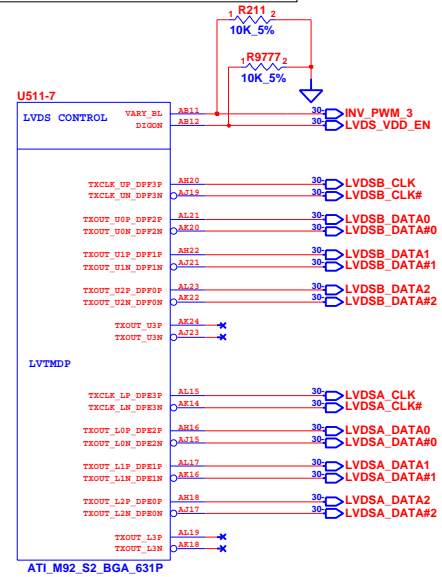 R211
1 2
10K_5%
R9777
1 2
10K_5%
U511-7
LVDS CONTROL VARY_BL AB11 30 INV_PWM_3
DIGON AB12 30 LVDS_VDD_EN
TXCLK_UP_DPF3P AH20 30 LVDSB_CLK
TXCLK_UN_DPF3N AJ19 30 LVDSB_CLK#
TXOUT_U0P_DPF2P AL21 30 LVDSB_DATA0
TXOUT_U0N_DPF2N AK20 30 LVDSB_DATA#0
TXOUT_U1P_DPF1P AH22 30 LVDSB_DATA1
TXOUT_U1N_DPF1N AJ21 30 LVDSB_DATA#1
TXOUT_U2P_DPF0P AL23 30 LVDSB_DATA2
TXOUT_U2N_DPF0N AK22 30 LVDSB_DATA#2
TXOUT_U3P AK24
TXOUT_U3N AJ23
LVTMDP
TXCLK_LP_DPE3P AL15 30 LVDSA_CLK
TXCLK_LN_DPE3N AK14 30 LVDSA_CLK#
TXOUT_L0P_DPE2P AH16 30 LVDSA_DATA0
TXOUT_L0N_DPE2N AJ15 30 LVDSA_DATA#0
TXOUT_L1P_DPE1P AL17 30 LVDSA_DATA1
TXOUT_L1N_DPE1N AK16 30 LVDSA_DATA#1
TXOUT_L2P_DPE0P AH18 30 LVDSA_DATA2
TXOUT_L2N_DPE0N AJ17 30 LVDSA_DATA#2
TXOUT_L3P AL19
TXOUT_L3N AK18
ATI_M92_S2_BGA_631P